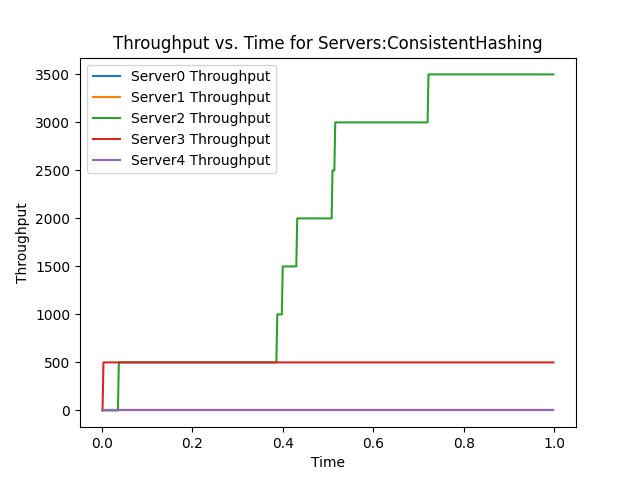 Throughput vs. Time for Servers:ConsistentHashing
Server0 Throughput
Server1 Throughput
Server2 Throughput
Server3 Throughput
Server4 Throughput
Throughput
3500
3000
2500
2000
1500
1000
500
0
0.0 0.2 0.4 0.6 0.8 1.0
Time